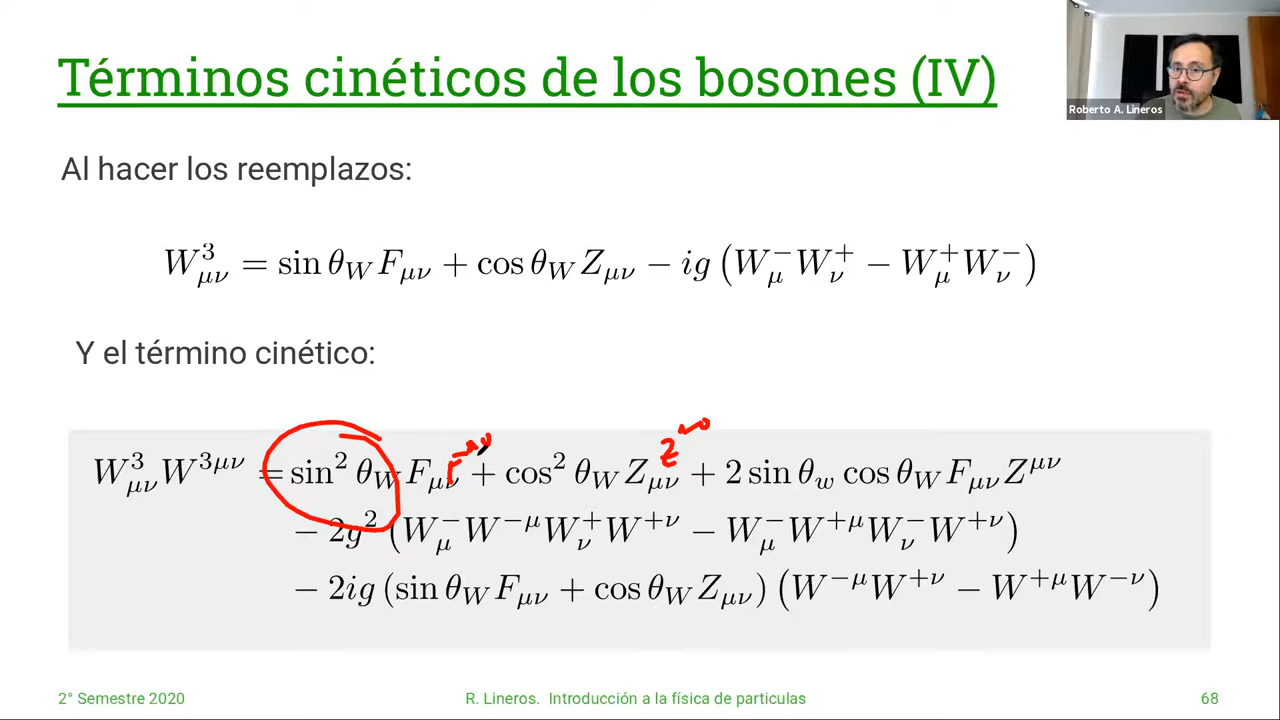 Términos cinéticos de los bosones (IV)
Roberto A. Lineros
Al hacer los reemplazos:
W^3_{μν} = sin θ_W F_{μν} + cos θ_W Z_{μν} − ig (W^−_μ W^+_ν − W^+_μ W^−_ν)
Y el término cinético:
W^3_{μν} W^{3μν} = sin^2 θ_W F_{μν} + cos^2 θ_W Z_{μν} + 2 sin θ_w cos θ_W F_{μν} Z^{μν}
− 2g^2 (W^−_μ W^{−μ} W^+_ν W^{+ν} − W^−_μ W^{+μ} W^−_ν W^{+ν})
− 2ig (sin θ_W F_{μν} + cos θ_W Z_{μν}) (W^{−μ} W^{+ν} − W^{+μ} W^{−ν})
2° Semestre 2020
R. Lineros. Introducción a la física de particulas
68